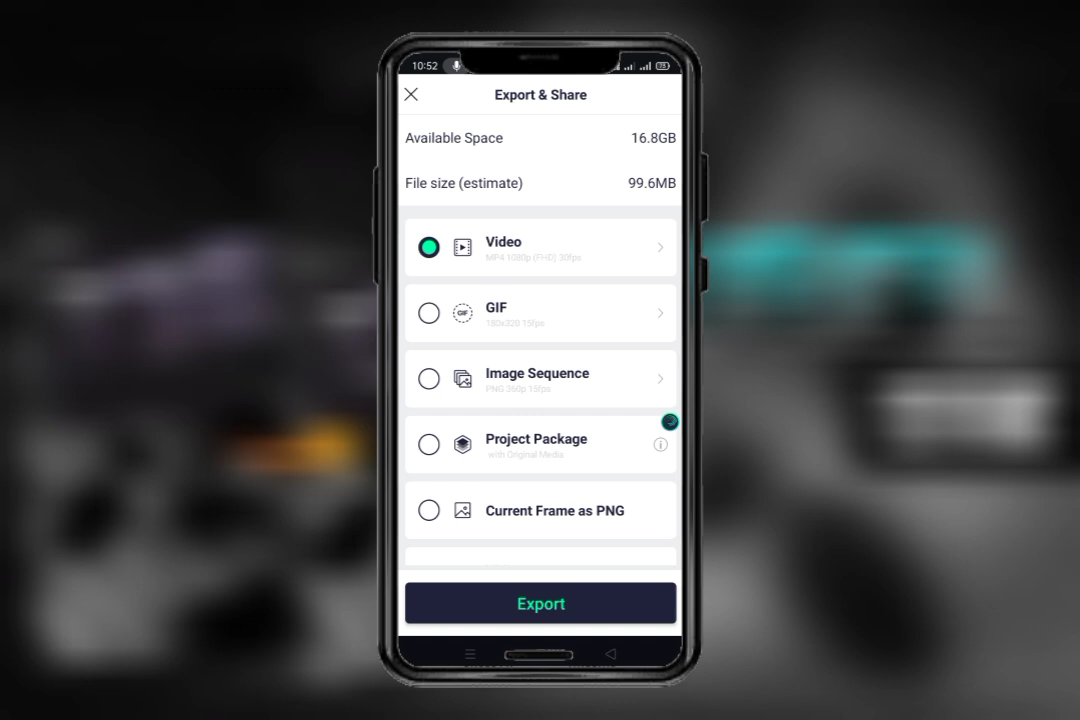 10:52
Export & Share
Available Space 16.8GB
File size (estimate) 99.6MB
Video
MP4 1080p (FHD) 30fps
GIF
GIF
180x320 15fps
Image Sequence
PNG 360p 15fps
Project Package
with Original Media
Current Frame as PNG
Export